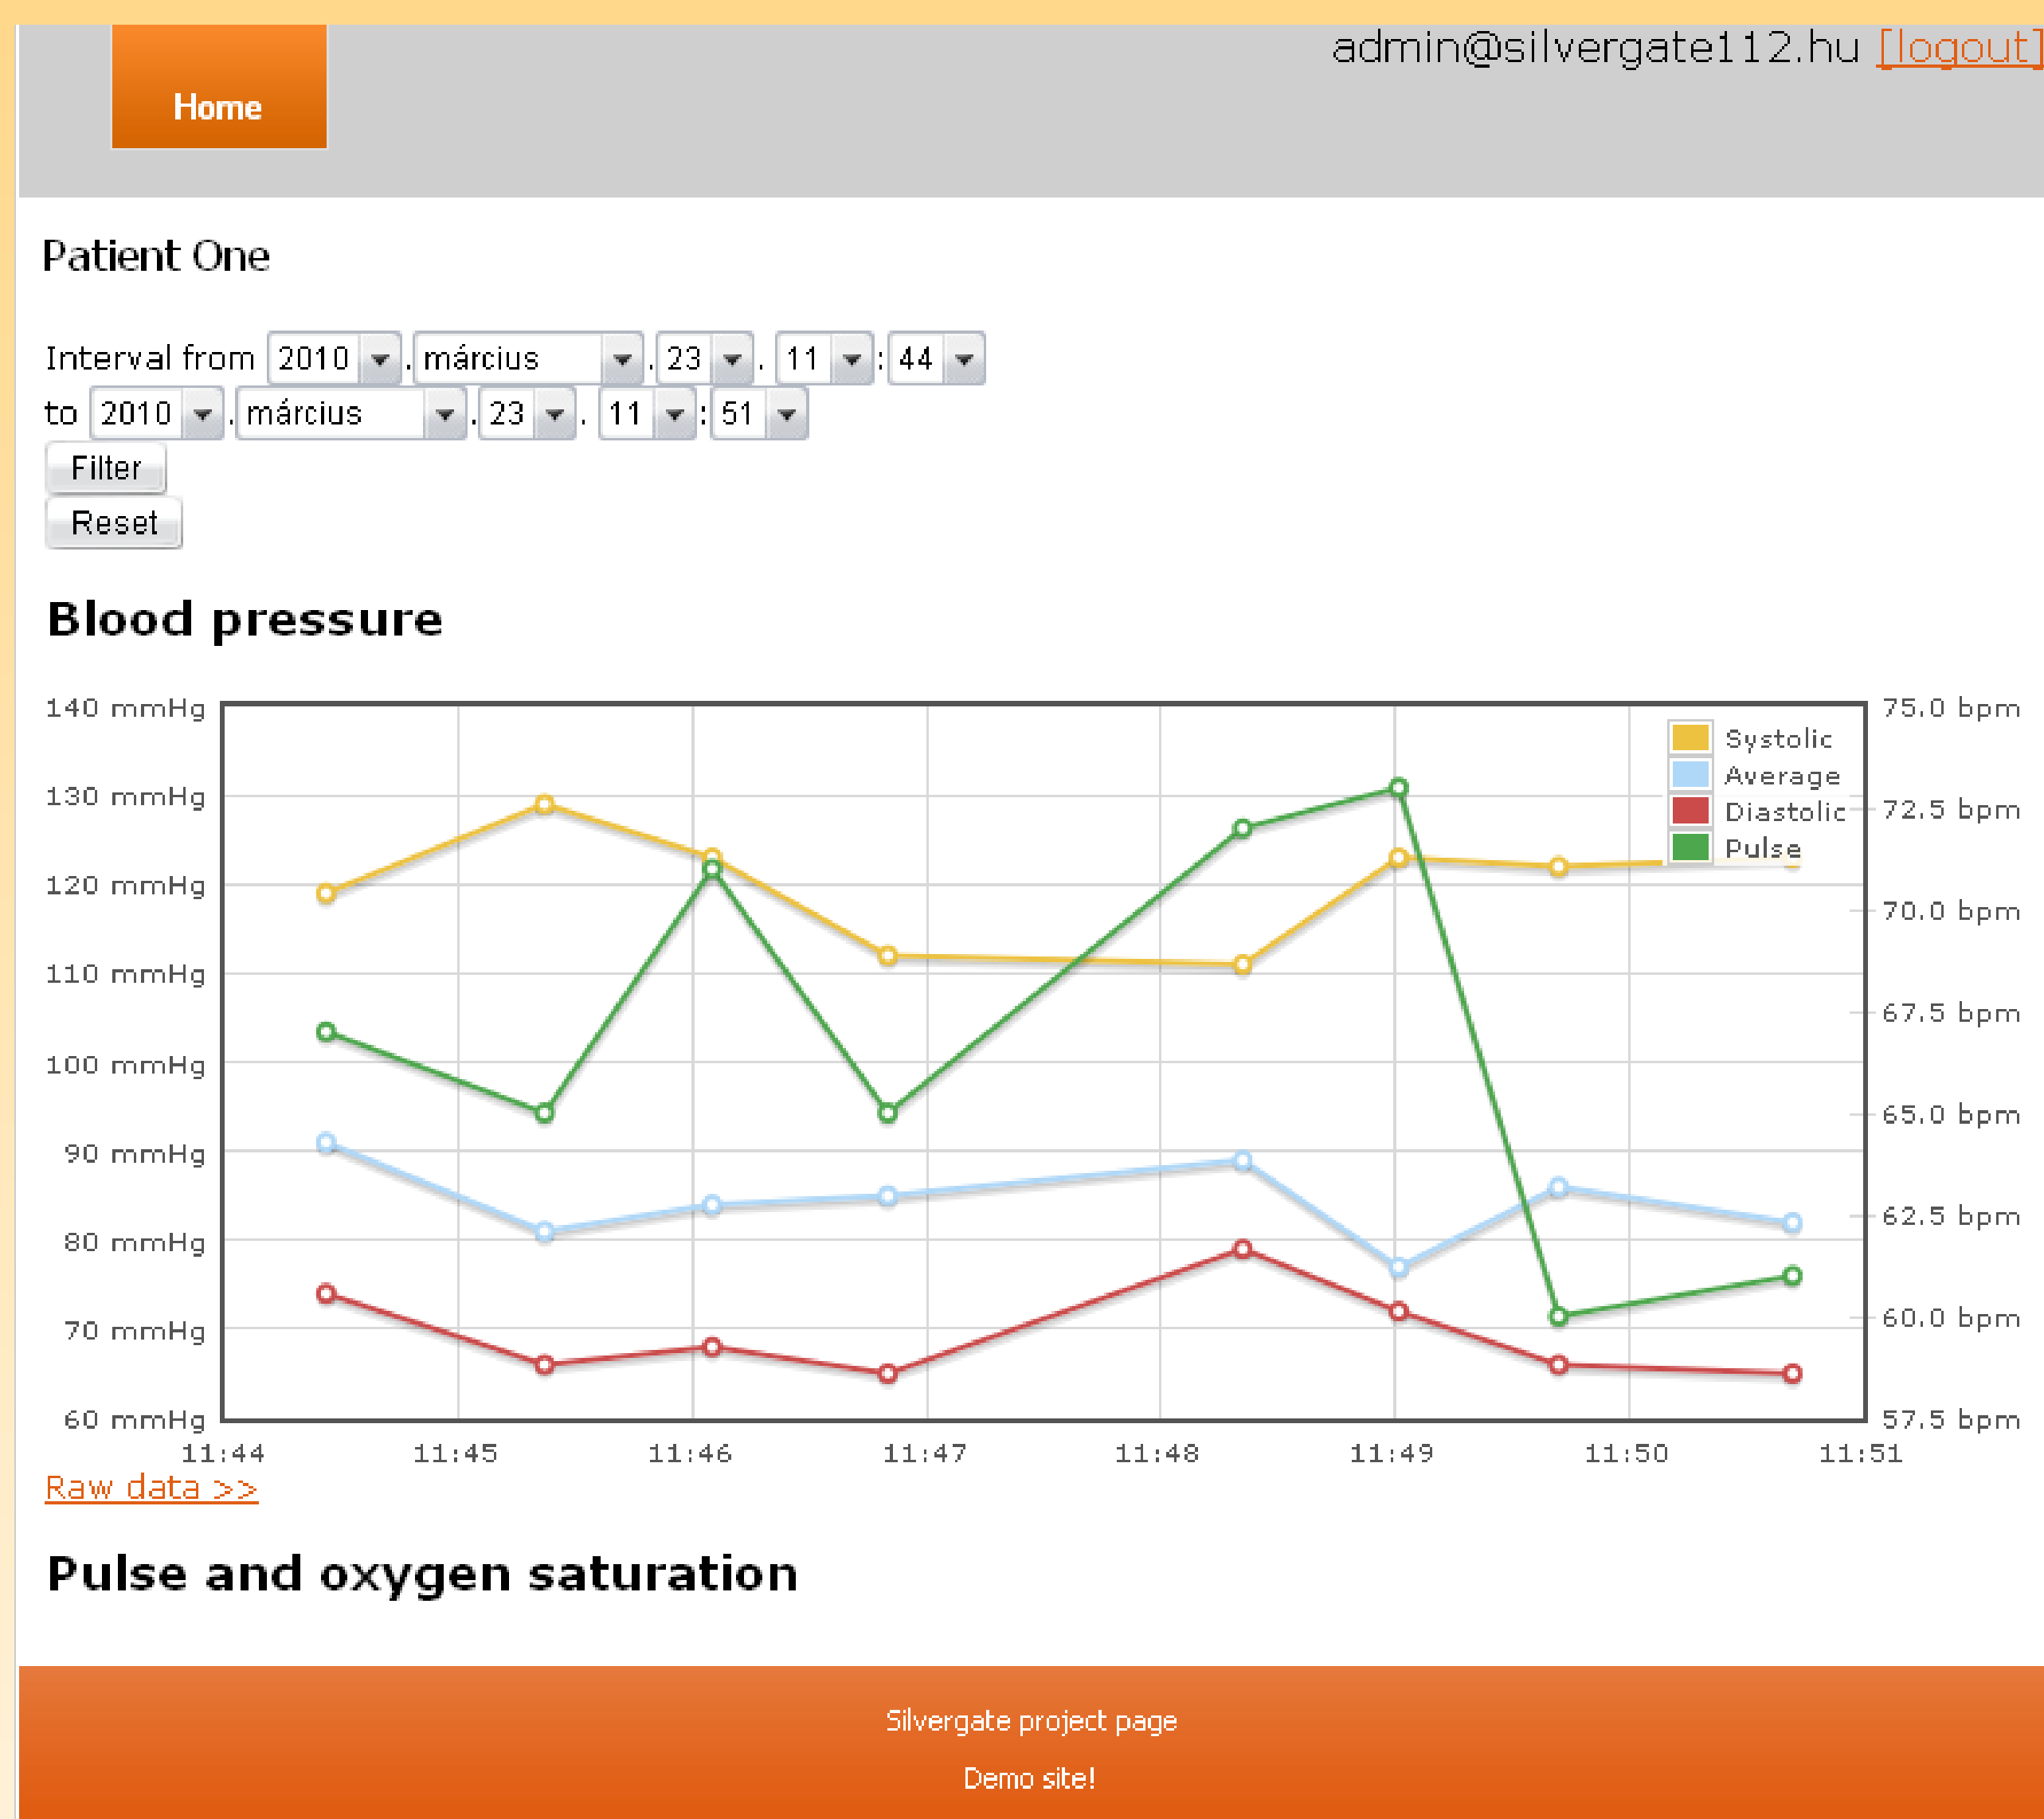 admin@silvergate112.hu [logout]
Home
Patient One
Interval from 2010 . március . 23 . 11 : 44
to 2010 . március . 23 . 11 : 51
Filter
Reset
Blood pressure
140 mmHg
130 mmHg
120 mmHg
110 mmHg
100 mmHg
90 mmHg
80 mmHg
70 mmHg
60 mmHg
Systolic
Average
Diastolic
Pulse
75.0 bpm
72.5 bpm
70.0 bpm
67.5 bpm
65.0 bpm
62.5 bpm
60.0 bpm
57.5 bpm
11:44 11:45 11:46 11:47 11:48 11:49 11:50 11:51
Raw data >>
Pulse and oxygen saturation
Silvergate project page
Demo site!